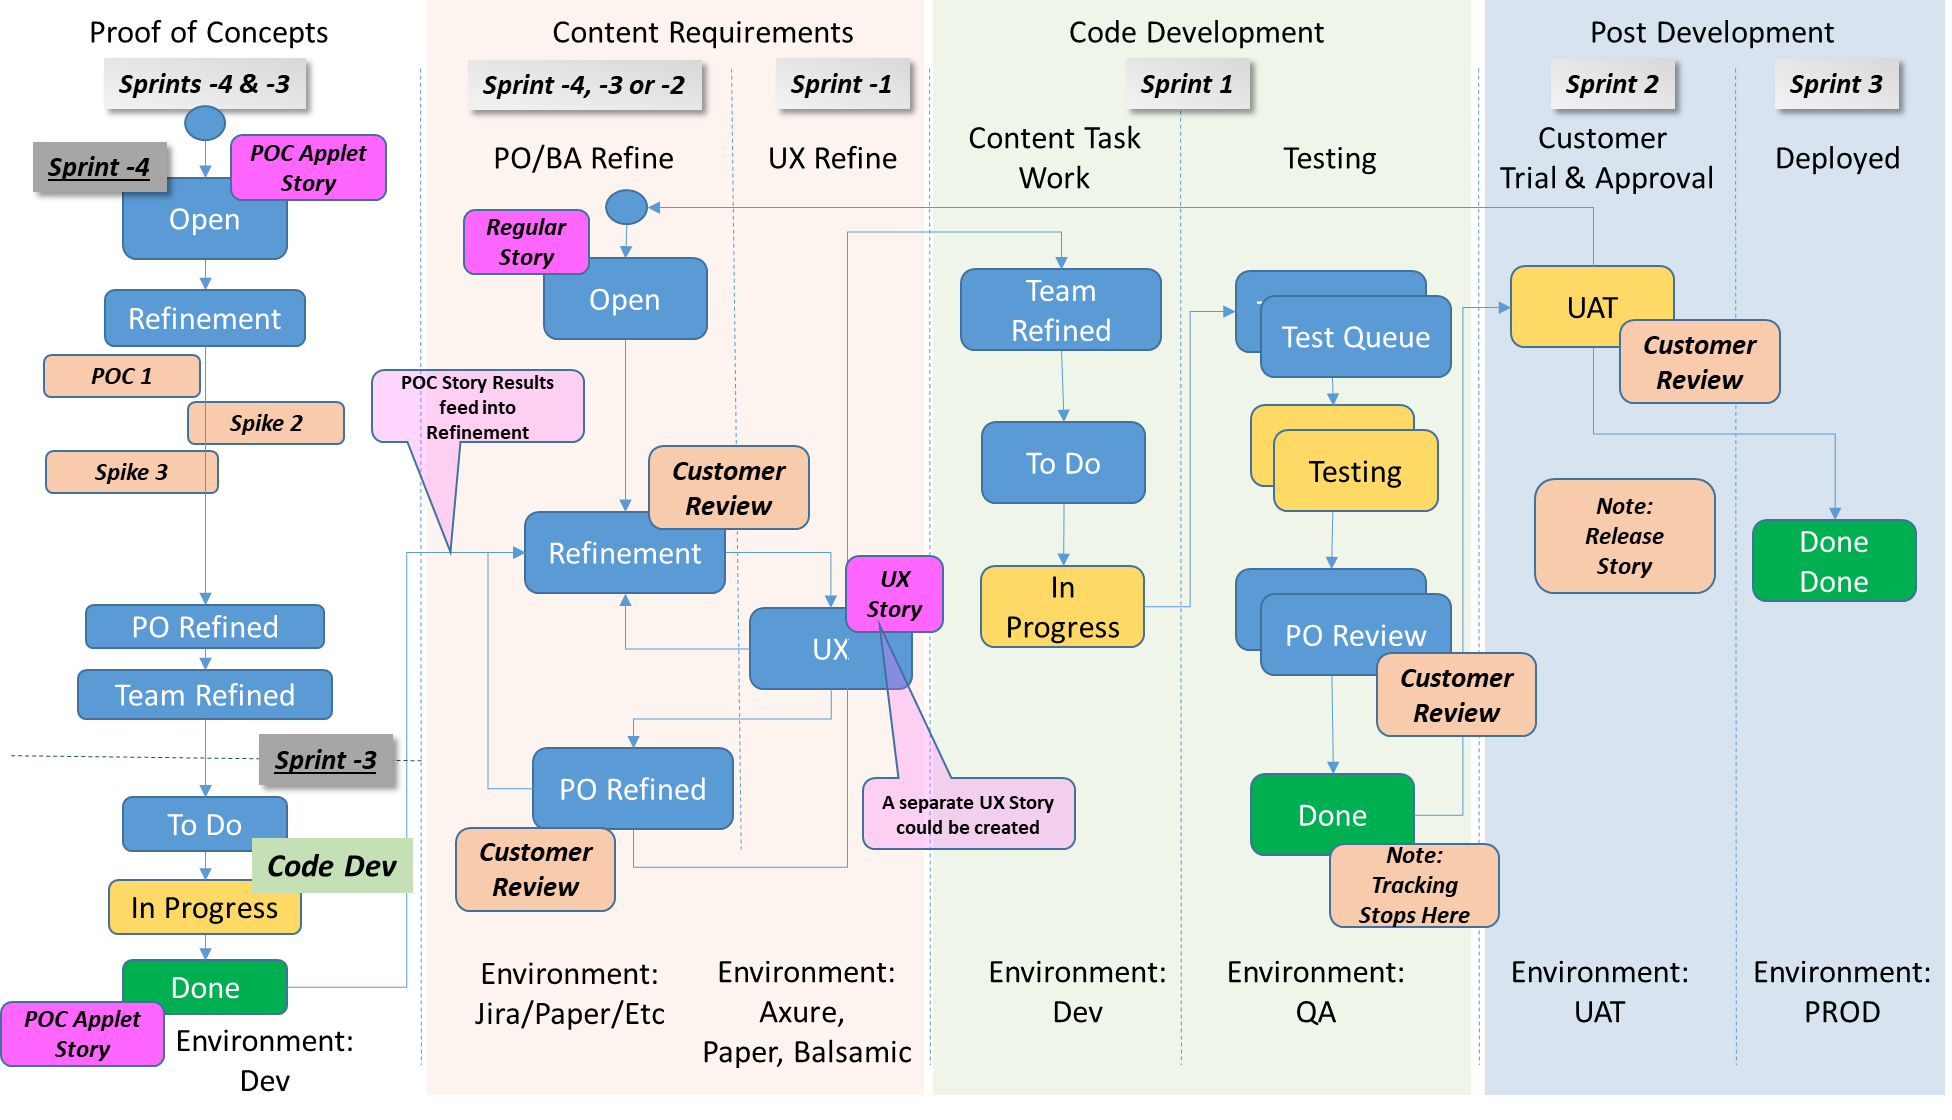 Proof of Concepts
Sprints -4 & -3
Sprint -4
POC Applet
Story
Open
Refinement
POC 1
Spike 2
Spike 3
PO Refined
Team Refined
Sprint -3
To Do
Code Dev
In Progress
Done
POC Applet
Story
Environment:
Dev
Content Requirements
Sprint -4, -3 or -2
PO/BA Refine
Regular
Story
Open
POC Story Results
feed into
Refinement
Customer
Review
Refinement
PO Refined
Customer
Review
Environment:
Jira/Paper/Etc
Sprint -1
UX Refine
UX
Story
UX
A separate UX Story
could be created
Environment:
Axure,
Paper, Balsamic
Code Development
Sprint 1
Content Task
Work
Team
Refined
To Do
In
Progress
Environment:
Dev
Testing
Test Queue
Testing
PO Review
Customer
Review
Done
Note:
Tracking
Stops Here
Environment:
QA
Post Development
Sprint 2
Customer
Trial & Approval
UAT
Customer
Review
Note:
Release
Story
Environment:
UAT
Sprint 3
Deployed
Done
Done
Environment:
PROD